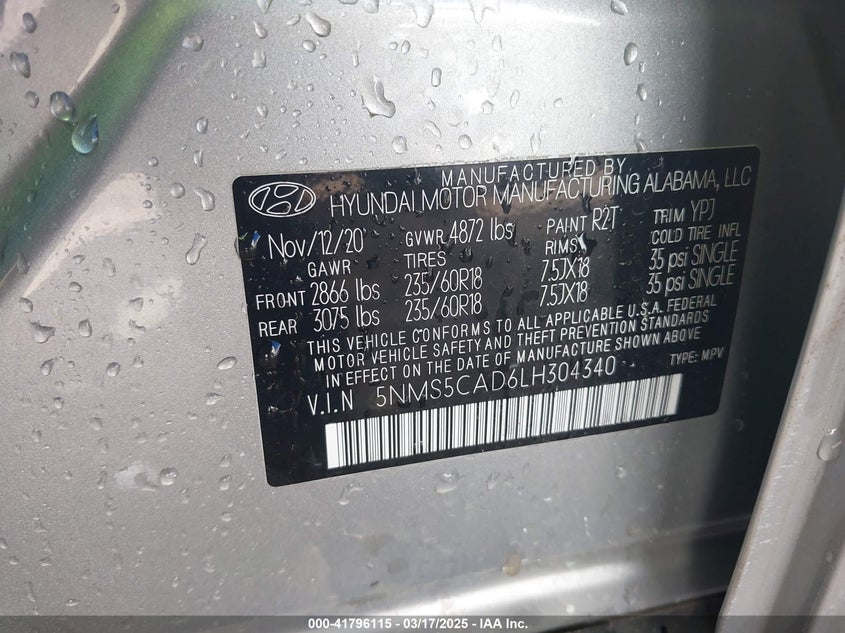 MANUFACTURED BY
HYUNDAI MOTOR MANUFACTURING ALABAMA, LLC
Nov/12/20 GVWR 4872 lbs PAINT R2T TRIM YPJ
GAWR TIRES RIMS COLD TIRE INFL
FRONT 2866 lbs 235/60R18 7.5JX18 35 psi SINGLE
REAR 3075 lbs 235/60R18 7.5JX18 35 psi SINGLE
THIS VEHICLE CONFORMS TO ALL APPLICABLE U.S.A. FEDERAL
MOTOR VEHICLE SAFETY AND THEFT PREVENTION STANDARDS
IN EFFECT ON THE DATE OF MANUFACTURE SHOWN ABOVE
V.I.N 5NMS5CAD6LH304340 TYPE: MPV
000-41796115 - 03/17/2025 - IAA Inc.